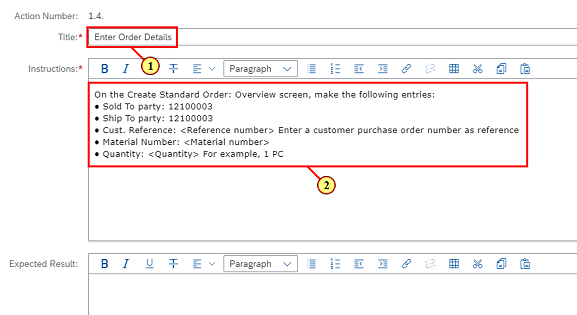 Action Number: 1.4.
Title:* Enter Order Details
1
Instructions:* B I Paragraph
On the Create Standard Order: Overview screen, make the following entries:
• Sold To party: 12100003
• Ship To party: 12100003
• Cust. Reference: <Reference number> Enter a customer purchase order number as reference
• Material Number: <Material number>
• Quantity: <Quantity> For example, 1 PC
2
Expected Result: B I U Paragraph